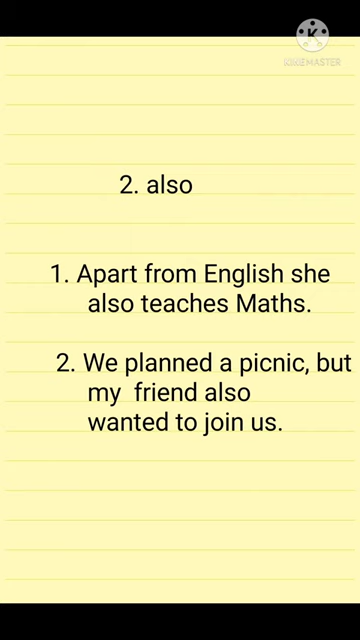 K
KINEMASTER
2. also
1. Apart from English she
also teaches Maths.
2. We planned a picnic, but
my friend also
wanted to join us.